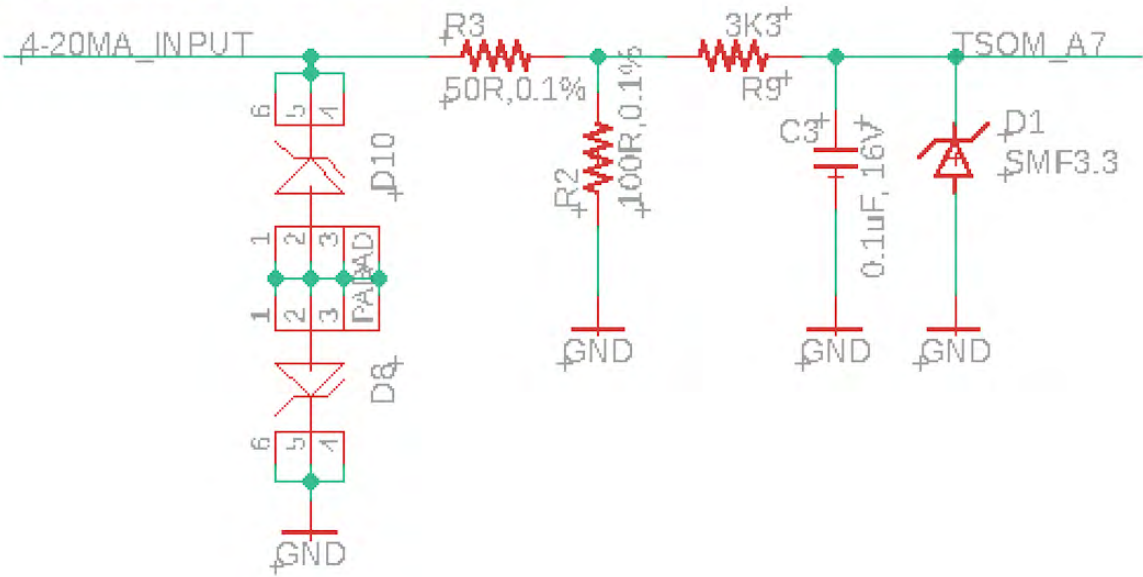 4-20MA_INPUT
R3
50R,0.1%
3K3
R9
TSOM_A7
6
5
4
D10
1
2
3
PAD
1
2
3
PAD
D8
6
5
4
GND
R2
100R,0.1%
GND
C3
0.1uF, 16V
GND
D1
SMF3.3
GND